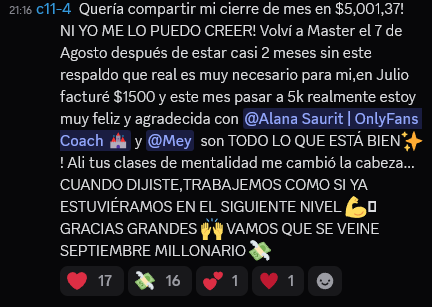 21:16 c11-4 Quería compartir mi cierre de mes en $5,001,37!
NI YO ME LO PUEDO CREER! Volví a Master el 7 de
Agosto después de estar casi 2 meses sin este
respaldo que real es muy necesario para mi,en Julio
facturé $1500 y este mes pasar a 5k realmente estoy
muy feliz y agradecida con @Alana Saurit | OnlyFans
Coach 🏰 y @Mey son TODO LO QUE ESTÁ BIEN✨
! Ali tus clases de mentalidad me cambió la cabeza...
CUANDO DIJISTE,TRABAJEMOS COMO SI YA
ESTUVIÉRAMOS EN EL SIGUIENTE NIVEL 💪
GRACIAS GRANDES 🙌 VAMOS QUE SE VEINE
SEPTIEMBRE MILLONARIO 💸
❤️ 17 💸 16 💕 1 ♥️ 1